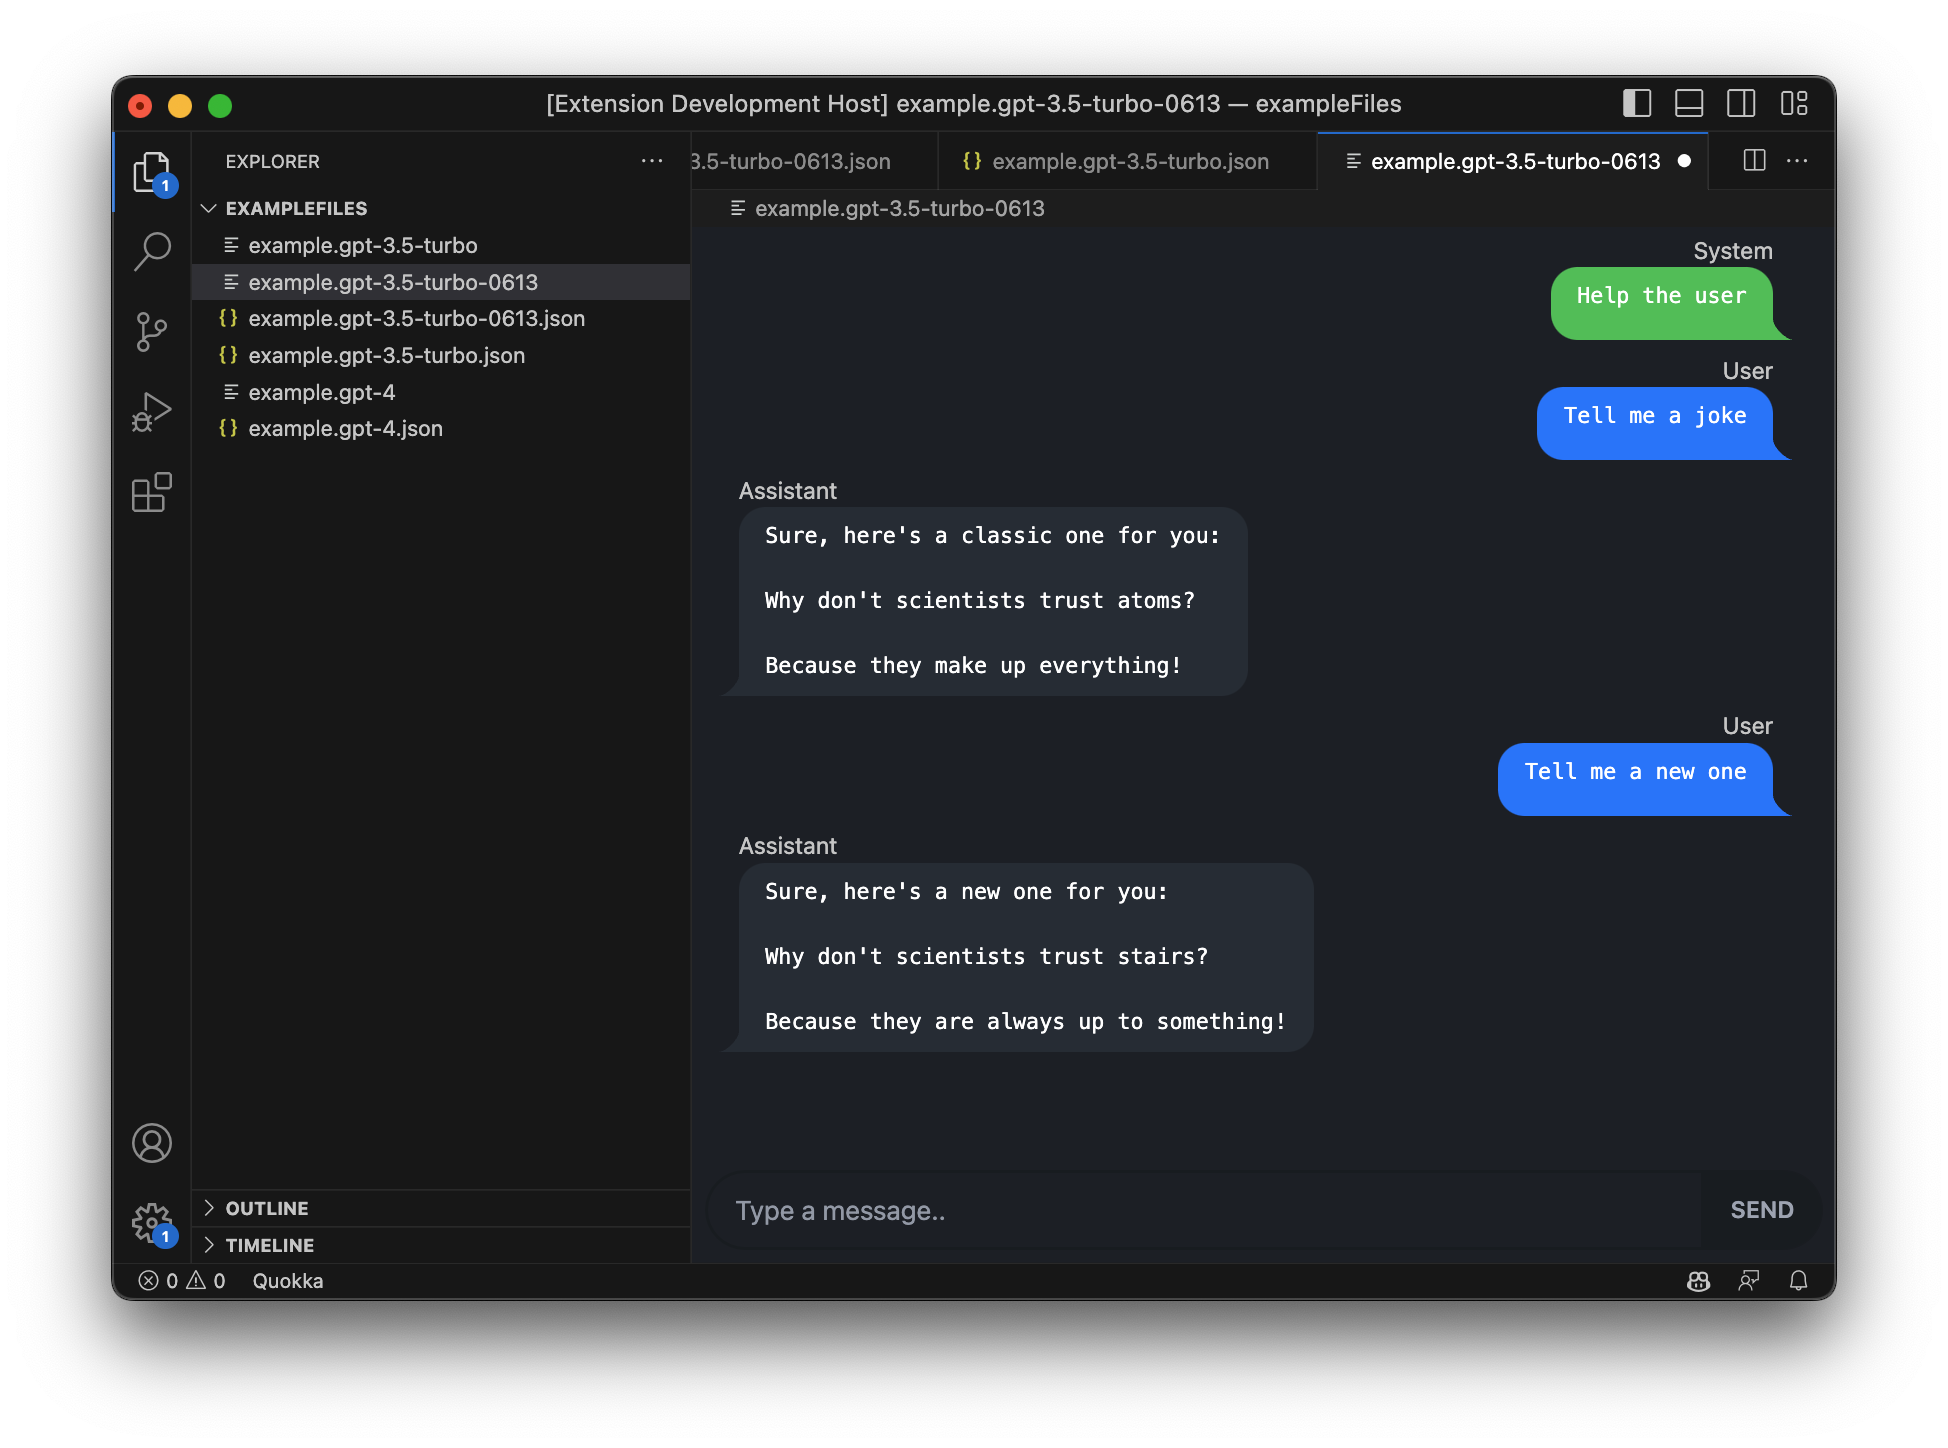 [Extension Development Host] example.gpt-3.5-turbo-0613 — exampleFiles
EXPLORER
1
EXAMPLEFILES
example.gpt-3.5-turbo
example.gpt-3.5-turbo-0613
{} example.gpt-3.5-turbo-0613.json
{} example.gpt-3.5-turbo.json
example.gpt-4
{} example.gpt-4.json
OUTLINE
TIMELINE
1
3.5-turbo-0613.json
{} example.gpt-3.5-turbo.json
example.gpt-3.5-turbo-0613
example.gpt-3.5-turbo-0613
System
Help the user
User
Tell me a joke
Assistant
Sure, here's a classic one for you:
Why don't scientists trust atoms?
Because they make up everything!
User
Tell me a new one
Assistant
Sure, here's a new one for you:
Why don't scientists trust stairs?
Because they are always up to something!
Type a message..
SEND
0 0 Quokka